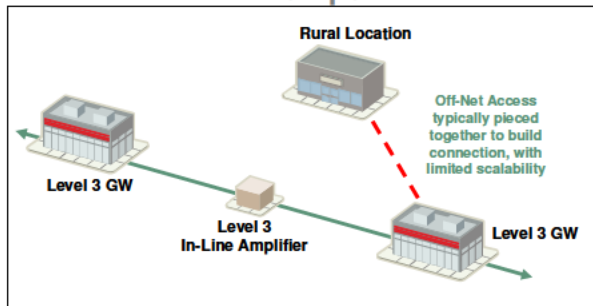 Rural Location
Off-Net Access
typically pieced
together to build
connection, with
limited scalability
Level 3 GW
Level 3
In-Line Amplifier
Level 3 GW